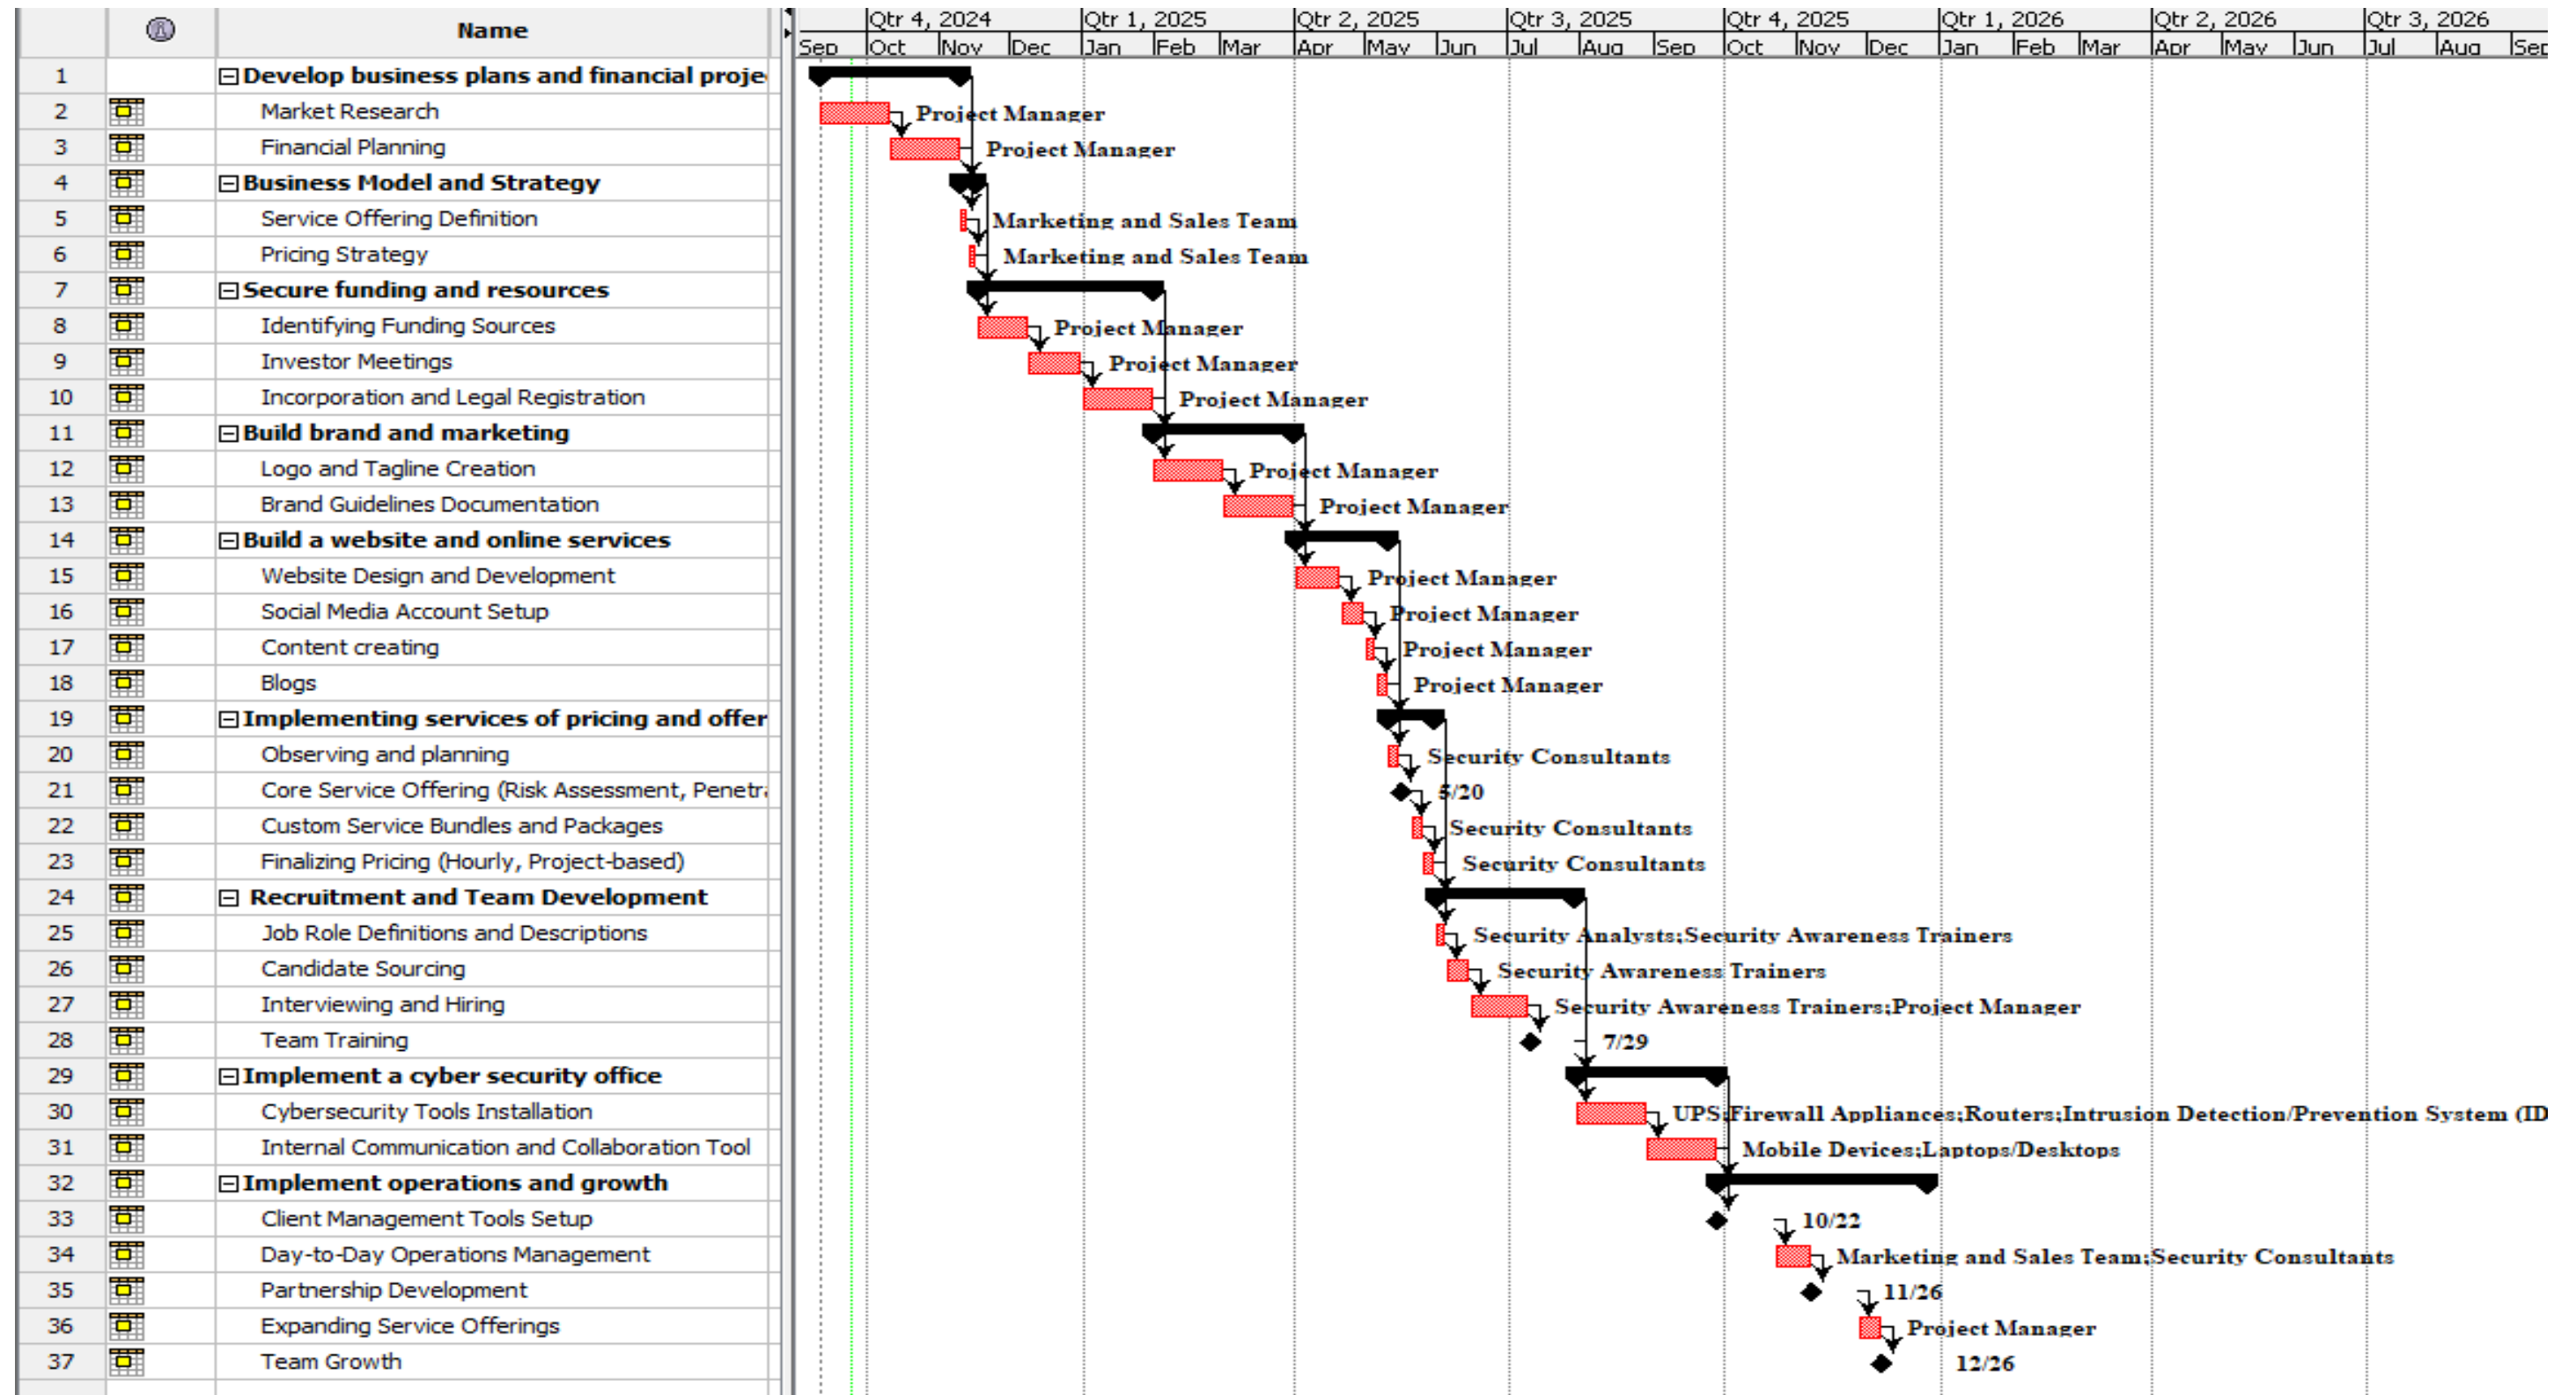 Name
Qtr 4, 2024 Qtr 1, 2025 Qtr 2, 2025 Qtr 3, 2025 Qtr 4, 2025 Qtr 1, 2026 Qtr 2, 2026 Qtr 3, 2026
Sep Oct Nov Dec Jan Feb Mar Apr May Jun Jul Aug Sep Oct Nov Dec Jan Feb Mar Apr May Jun Jul Aug Sep
1 Develop business plans and financial proje
2 Market Research Project Manager
3 Financial Planning Project Manager
4 Business Model and Strategy
5 Service Offering Definition Marketing and Sales Team
6 Pricing Strategy Marketing and Sales Team
7 Secure funding and resources
8 Identifying Funding Sources Project Manager
9 Investor Meetings Project Manager
10 Incorporation and Legal Registration Project Manager
11 Build brand and marketing
12 Logo and Tagline Creation Project Manager
13 Brand Guidelines Documentation Project Manager
14 Build a website and online services
15 Website Design and Development Project Manager
16 Social Media Account Setup Project Manager
17 Content creating Project Manager
18 Blogs Project Manager
19 Implementing services of pricing and offer
20 Observing and planning Security Consultants
21 Core Service Offering (Risk Assessment, Penetra 5/20
22 Custom Service Bundles and Packages Security Consultants
23 Finalizing Pricing (Hourly, Project-based) Security Consultants
24 Recruitment and Team Development
25 Job Role Definitions and Descriptions Security Analysts;Security Awareness Trainers
26 Candidate Sourcing Security Awareness Trainers
27 Interviewing and Hiring Security Awareness Trainers;Project Manager
28 Team Training 7/29
29 Implement a cyber security office
30 Cybersecurity Tools Installation UPS;Firewall Appliances;Routers;Intrusion Detection/Prevention System (ID
31 Internal Communication and Collaboration Tool Mobile Devices;Laptops/Desktops
32 Implement operations and growth
33 Client Management Tools Setup 10/22
34 Day-to-Day Operations Management Marketing and Sales Team;Security Consultants
35 Partnership Development 11/26
36 Expanding Service Offerings Project Manager
37 Team Growth 12/26